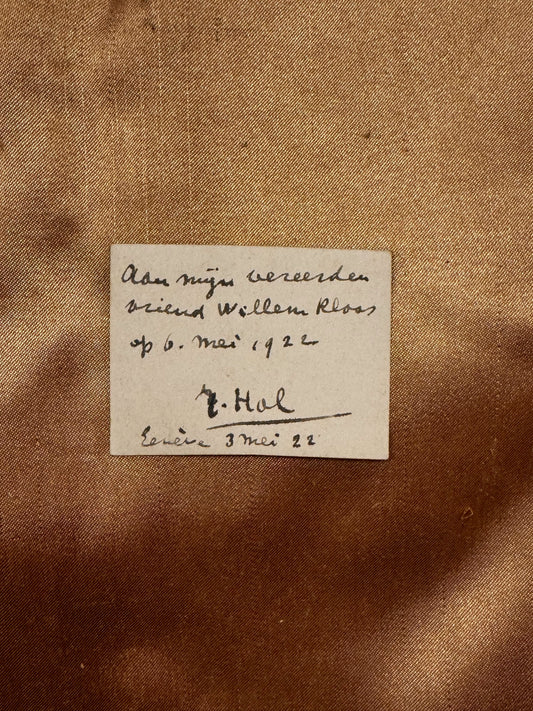 Aan mijn vereerden
vriend Willem Kloos
op 6. mei 1922
Hol
Genève 3 mei 22